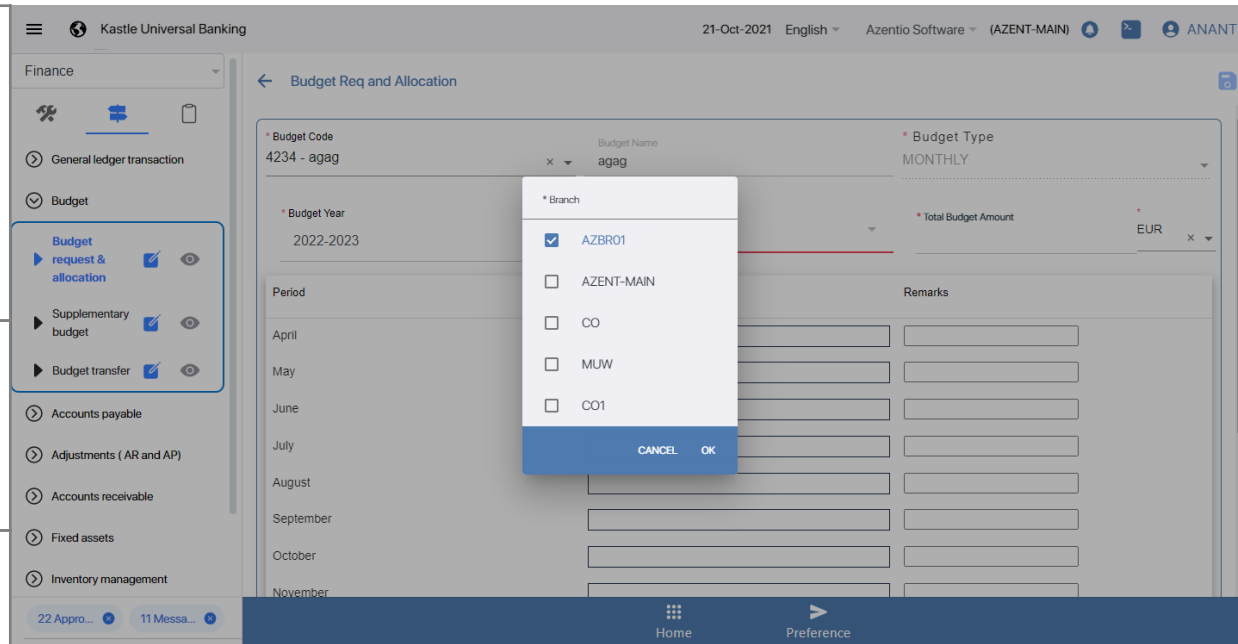 Kastle Universal Banking
21-Oct-2021 English Azentio Software (AZENT-MAIN) ANANT
Finance
Budget Req and Allocation
General ledger transaction
Budget
Budget request & allocation
Supplementary budget
Budget transfer
Accounts payable
Adjustments ( AR and AP)
Accounts receivable
Fixed assets
Inventory management
22 Appro...
11 Messa...
* Budget Code
4234 - agag
Budget Name
agag
* Budget Type
MONTHLY
* Budget Year
2022-2023
* Total Budget Amount
*
EUR
Period
Remarks
April
May
June
July
August
September
October
November
* Branch
AZBR01
AZENT-MAIN
CO
MUW
CO1
CANCEL OK
Home
Preference